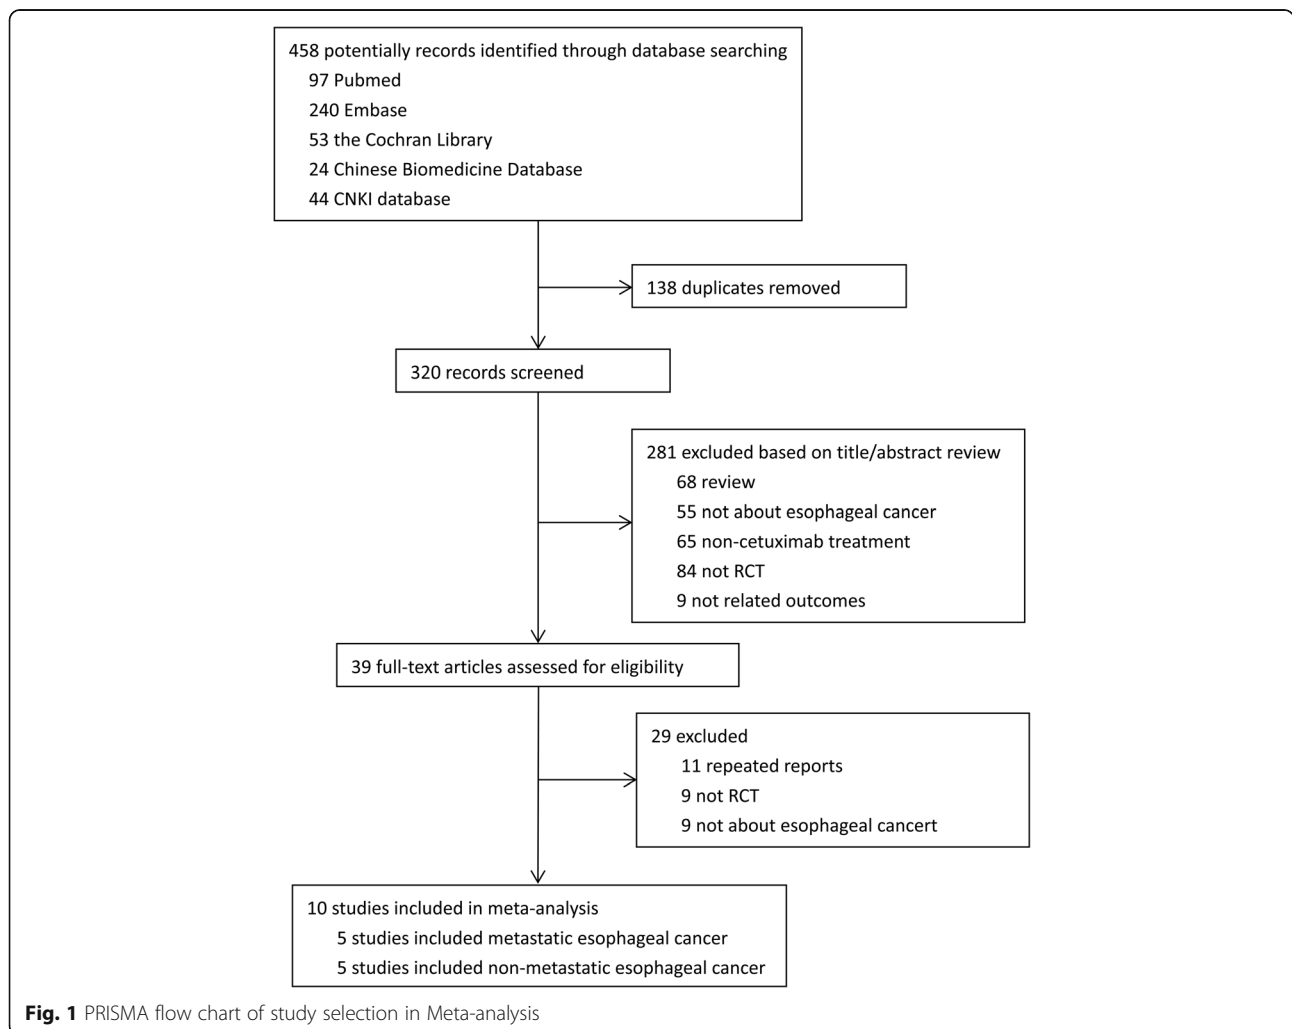 458 potentially records identified through database searching
97 Pubmed
240 Embase
53 the Cochran Library
24 Chinese Biomedicine Database
44 CNKI database
138 duplicates removed
320 records screened
281 excluded based on title/abstract review
68 review
55 not about esophageal cancer
65 non-cetuximab treatment
84 not RCT
9 not related outcomes
39 full-text articles assessed for eligibility
29 excluded
11 repeated reports
9 not RCT
9 not about esophageal cancert
10 studies included in meta-analysis
5 studies included metastatic esophageal cancer
5 studies included non-metastatic esophageal cancer
Fig. 1 PRISMA flow chart of study selection in Meta-analysis